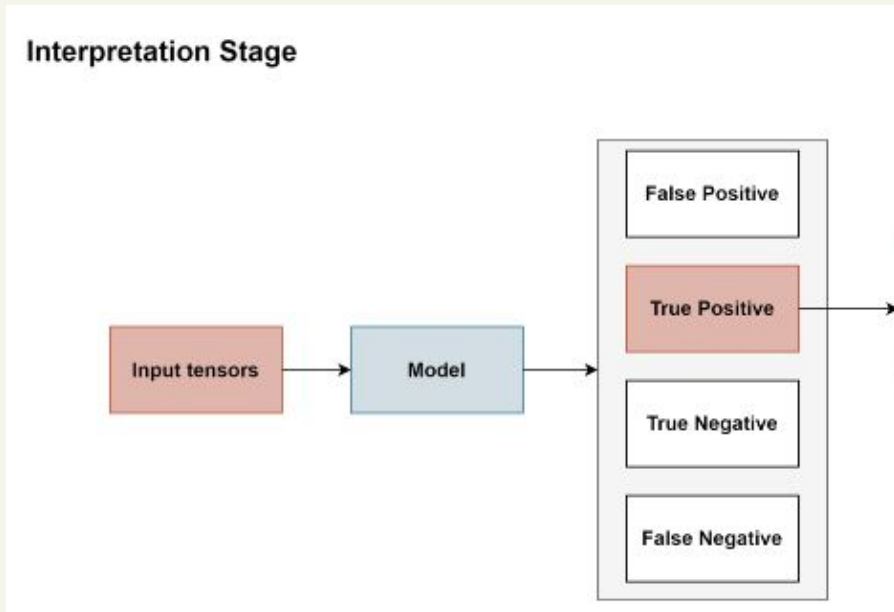 Interpretation Stage
False Positive
True Positive
Input tensors
Model
True Negative
False Negative